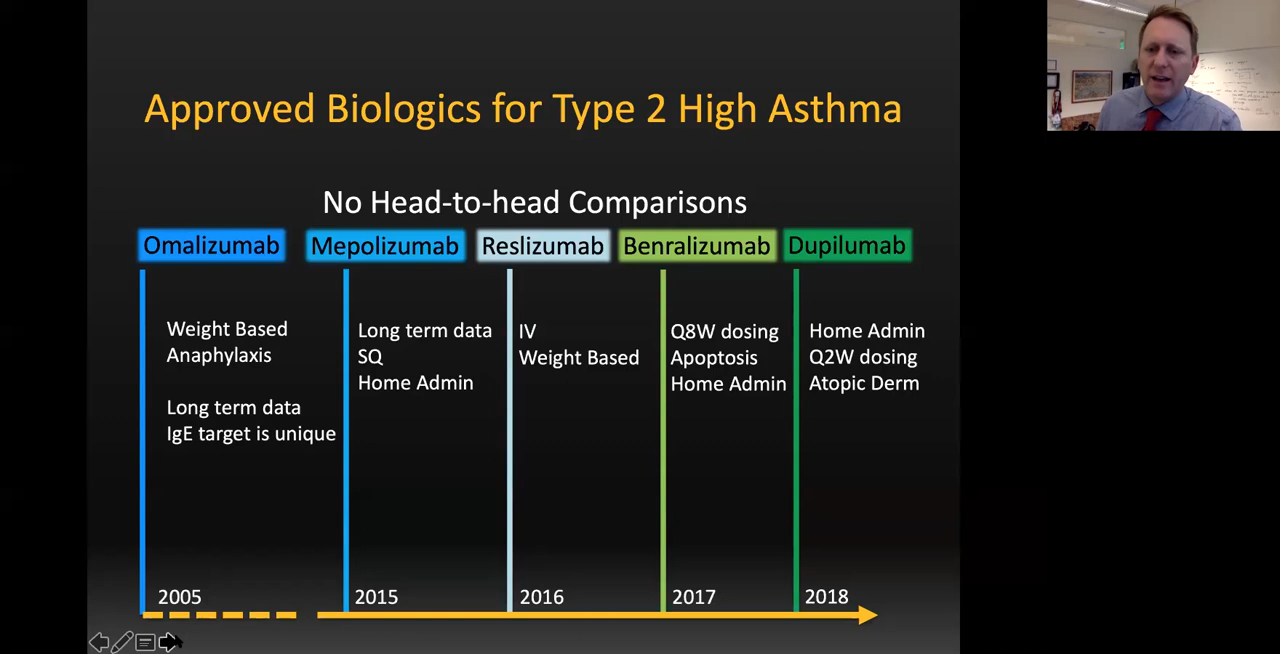 Approved Biologics for Type 2 High Asthma
No Head-to-head Comparisons
Omalizumab
Mepolizumab
Reslizumab
Benralizumab
Dupilumab
Weight Based
Anaphylaxis
Long term data
IgE target is unique
Long term data
SQ
Home Admin
IV
Weight Based
Q8W dosing
Apoptosis
Home Admin
Home Admin
Q2W dosing
Atopic Derm
2005
2015
2016
2017
2018